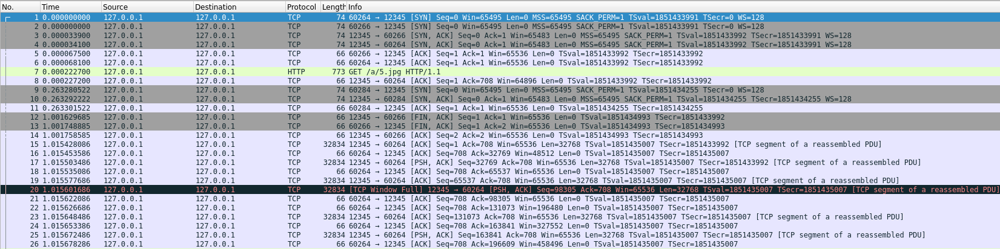 No. Time Source Destination Protocol Length Info
1 0.000000000 127.0.0.1 127.0.0.1 TCP 74 60264 → 12345 [SYN] Seq=0 Win=65495 Len=0 MSS=65495 SACK_PERM=1 TSval=1851433991 TSecr=0 WS=128
2 0.000000000 127.0.0.1 127.0.0.1 TCP 74 60266 → 12345 [SYN] Seq=0 Win=65495 Len=0 MSS=65495 SACK_PERM=1 TSval=1851433991 TSecr=0 WS=128
3 0.000033900 127.0.0.1 127.0.0.1 TCP 74 12345 → 60266 [SYN, ACK] Seq=0 Ack=1 Win=65483 Len=0 MSS=65495 SACK_PERM=1 TSval=1851433992 TSecr=1851433991 WS=128
4 0.000034100 127.0.0.1 127.0.0.1 TCP 74 12345 → 60264 [SYN, ACK] Seq=0 Ack=1 Win=65483 Len=0 MSS=65495 SACK_PERM=1 TSval=1851433992 TSecr=1851433991 WS=128
5 0.000067500 127.0.0.1 127.0.0.1 TCP 66 60266 → 12345 [ACK] Seq=1 Ack=1 Win=65536 Len=0 TSval=1851433992 TSecr=1851433992
6 0.000068100 127.0.0.1 127.0.0.1 TCP 66 60264 → 12345 [ACK] Seq=1 Ack=1 Win=65536 Len=0 TSval=1851433992 TSecr=1851433992
7 0.000222700 127.0.0.1 127.0.0.1 HTTP 773 GET /a/5.jpg HTTP/1.1
8 0.000227200 127.0.0.1 127.0.0.1 TCP 66 12345 → 60264 [ACK] Seq=1 Ack=708 Win=64896 Len=0 TSval=1851433992 TSecr=1851433992
9 0.263280522 127.0.0.1 127.0.0.1 TCP 74 60284 → 12345 [SYN] Seq=0 Win=65495 Len=0 MSS=65495 SACK_PERM=1 TSval=1851434255 TSecr=0 WS=128
10 0.263292222 127.0.0.1 127.0.0.1 TCP 74 12345 → 60284 [SYN, ACK] Seq=0 Ack=1 Win=65483 Len=0 MSS=65495 SACK_PERM=1 TSval=1851434255 TSecr=1851434255 WS=128
11 0.263301522 127.0.0.1 127.0.0.1 TCP 66 60284 → 12345 [ACK] Seq=1 Ack=1 Win=65536 Len=0 TSval=1851434255 TSecr=1851434255
12 1.001629685 127.0.0.1 127.0.0.1 TCP 66 12345 → 60266 [FIN, ACK] Seq=1 Ack=1 Win=65536 Len=0 TSval=1851434993 TSecr=1851433992
13 1.001748885 127.0.0.1 127.0.0.1 TCP 66 60266 → 12345 [FIN, ACK] Seq=1 Ack=2 Win=65536 Len=0 TSval=1851434993 TSecr=1851434993
14 1.001758585 127.0.0.1 127.0.0.1 TCP 66 12345 → 60266 [ACK] Seq=2 Ack=2 Win=65536 Len=0 TSval=1851434993 TSecr=1851434993
15 1.015428086 127.0.0.1 127.0.0.1 TCP 32834 12345 → 60264 [ACK] Seq=1 Ack=708 Win=65536 Len=32768 TSval=1851435007 TSecr=1851433992 [TCP segment of a reassembled PDU]
16 1.015453586 127.0.0.1 127.0.0.1 TCP 66 60264 → 12345 [ACK] Seq=708 Ack=32769 Win=48512 Len=0 TSval=1851435007 TSecr=1851435007
17 1.015503486 127.0.0.1 127.0.0.1 TCP 32834 12345 → 60264 [PSH, ACK] Seq=32769 Ack=708 Win=65536 Len=32768 TSval=1851435007 TSecr=1851433992 [TCP segment of a reassembled PDU]
18 1.015535086 127.0.0.1 127.0.0.1 TCP 66 60264 → 12345 [ACK] Seq=708 Ack=65537 Win=65536 Len=0 TSval=1851435007 TSecr=1851435007
19 1.015577686 127.0.0.1 127.0.0.1 TCP 32834 12345 → 60264 [ACK] Seq=65537 Ack=708 Win=65536 Len=32768 TSval=1851435007 TSecr=1851435007 [TCP segment of a reassembled PDU]
20 1.015601686 127.0.0.1 127.0.0.1 TCP 32834 [TCP Window Full] 12345 → 60264 [PSH, ACK] Seq=98305 Ack=708 Win=65536 Len=32768 TSval=1851435007 TSecr=1851435007 [TCP segment of a reassembled PDU]
21 1.015622086 127.0.0.1 127.0.0.1 TCP 66 60264 → 12345 [ACK] Seq=708 Ack=98305 Win=65536 Len=0 TSval=1851435007 TSecr=1851435007
22 1.015626686 127.0.0.1 127.0.0.1 TCP 66 60264 → 12345 [ACK] Seq=708 Ack=131073 Win=196480 Len=0 TSval=1851435007 TSecr=1851435007
23 1.015648486 127.0.0.1 127.0.0.1 TCP 32834 12345 → 60264 [ACK] Seq=131073 Ack=708 Win=65536 Len=32768 TSval=1851435007 TSecr=1851435007 [TCP segment of a reassembled PDU]
24 1.015653386 127.0.0.1 127.0.0.1 TCP 66 60264 → 12345 [ACK] Seq=708 Ack=163841 Win=327552 Len=0 TSval=1851435007 TSecr=1851435007
25 1.015672486 127.0.0.1 127.0.0.1 TCP 32834 12345 → 60264 [PSH, ACK] Seq=163841 Ack=708 Win=65536 Len=32768 TSval=1851435007 TSecr=1851435007 [TCP segment of a reassembled PDU]
26 1.015678286 127.0.0.1 127.0.0.1 TCP 66 60264 → 12345 [ACK] Seq=708 Ack=196609 Win=458496 Len=0 TSval=1851435007 TSecr=1851435007